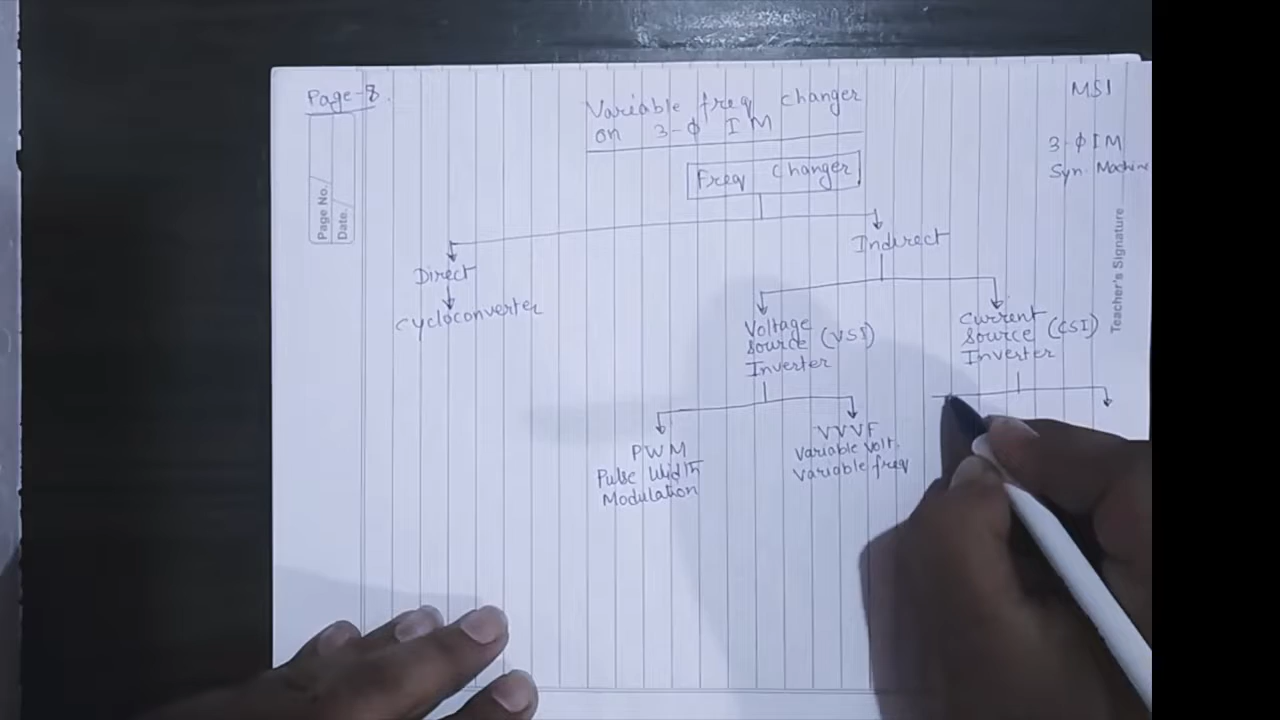 Page-8.
MSI
Variable freq changer
on 3-ϕ IM
3-ϕ IM
Syn. Machine
Freq Changer
Page No.
Date.
Teacher's Signature
Direct
Indirect
Cycloconverter
Voltage
Source (VSI)
Inverter
Current
Source (CSI)
Inverter
PWM
Pulse Width
Modulation
VVVF
Variable Volt.
Variable freq